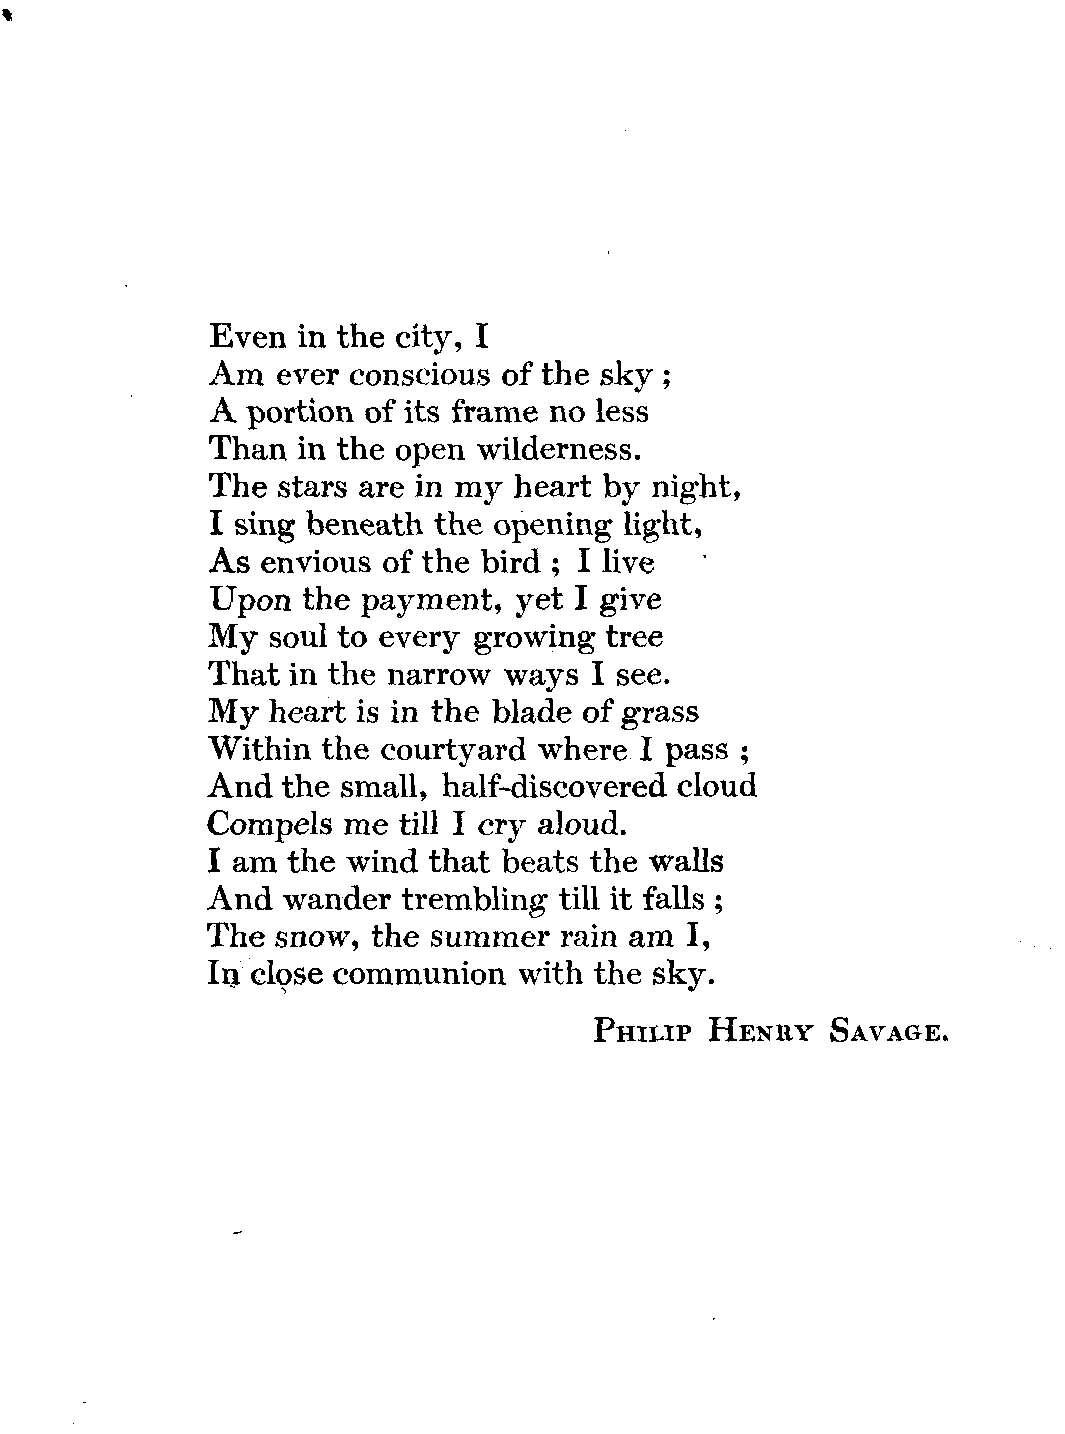 Even in the city, I
Am ever conscious of the sky ;
A portion of its frame no less
Than in the open wilderness.
The stars are in my heart by night,
I sing beneath the opening light,
As envious of the bird ; I live
Upon the payment, yet I give
My soul to every growing tree
That in the narrow ways I see.
My heart is in the blade of grass
Within the courtyard where I pass ;
And the small, half-discovered cloud
Compels me till I cry aloud.
I am the wind that beats the walls
And wander trembling till it falls ;
The snow, the summer rain am I,
In close communion with the sky.
PHILIP HENRY SAVAGE.